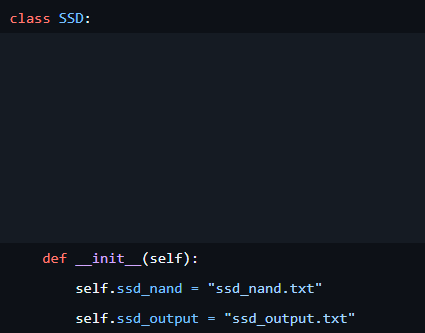 class SSD:
def __init__(self):
self.ssd_nand = "ssd_nand.txt"
self.ssd_output = "ssd_output.txt"